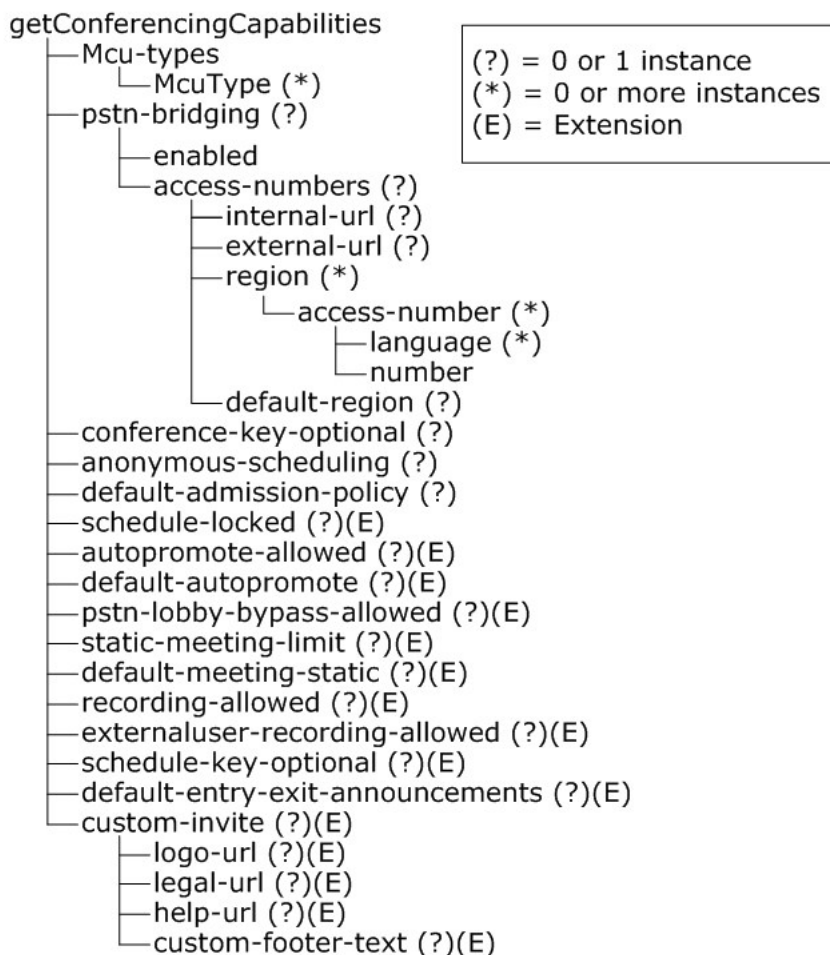 getConferencingCapabilities
Mcu-types
McuType (*)
pstn-bridging (?)
enabled
access-numbers (?)
internal-url (?)
external-url (?)
region (*)
access-number (*)
language (*)
number
default-region (?)
conference-key-optional (?)
anonymous-scheduling (?)
default-admission-policy (?)
schedule-locked (?)(E)
autopromote-allowed (?)(E)
default-autopromote (?)(E)
pstn-lobby-bypass-allowed (?)(E)
static-meeting-limit (?)(E)
default-meeting-static (?)(E)
recording-allowed (?)(E)
externaluser-recording-allowed (?)(E)
schedule-key-optional (?)(E)
default-entry-exit-announcements (?)(E)
custom-invite (?)(E)
logo-url (?)(E)
legal-url (?)(E)
help-url (?)(E)
custom-footer-text (?)(E)
(?) = 0 or 1 instance
(*) = 0 or more instances
(E) = Extension